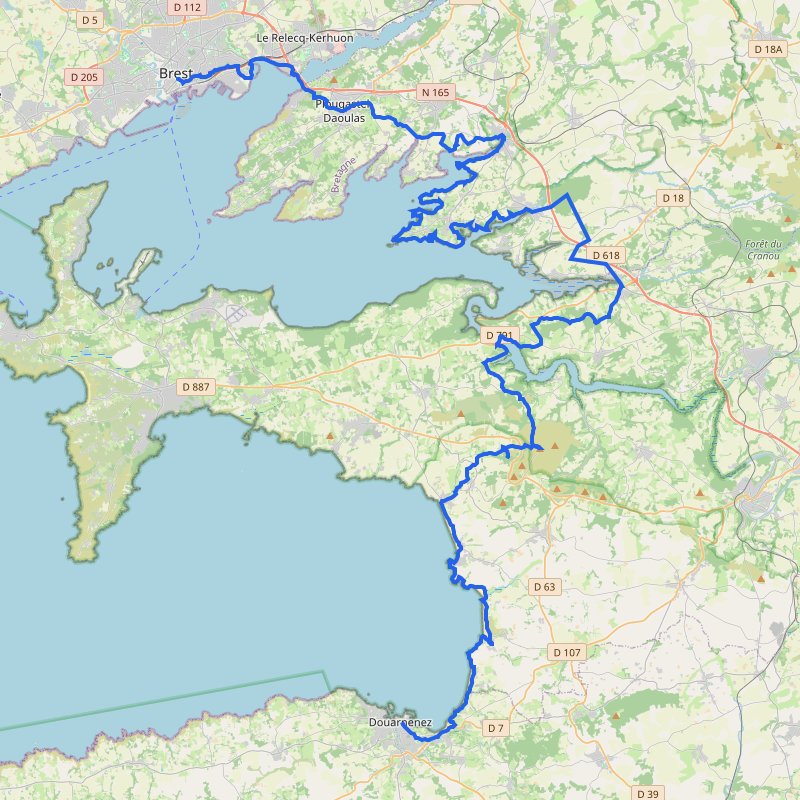 D 112
D 5
Le Relecq-Kerhuon
D 18A
Brest
D 205
N 165
Plougastel-
Daoulas
Bretagne
D 18
Forêt du
Cranou
D 618
D 791
D 887
D 63
D 107
Douarnenez
D 7
D 39